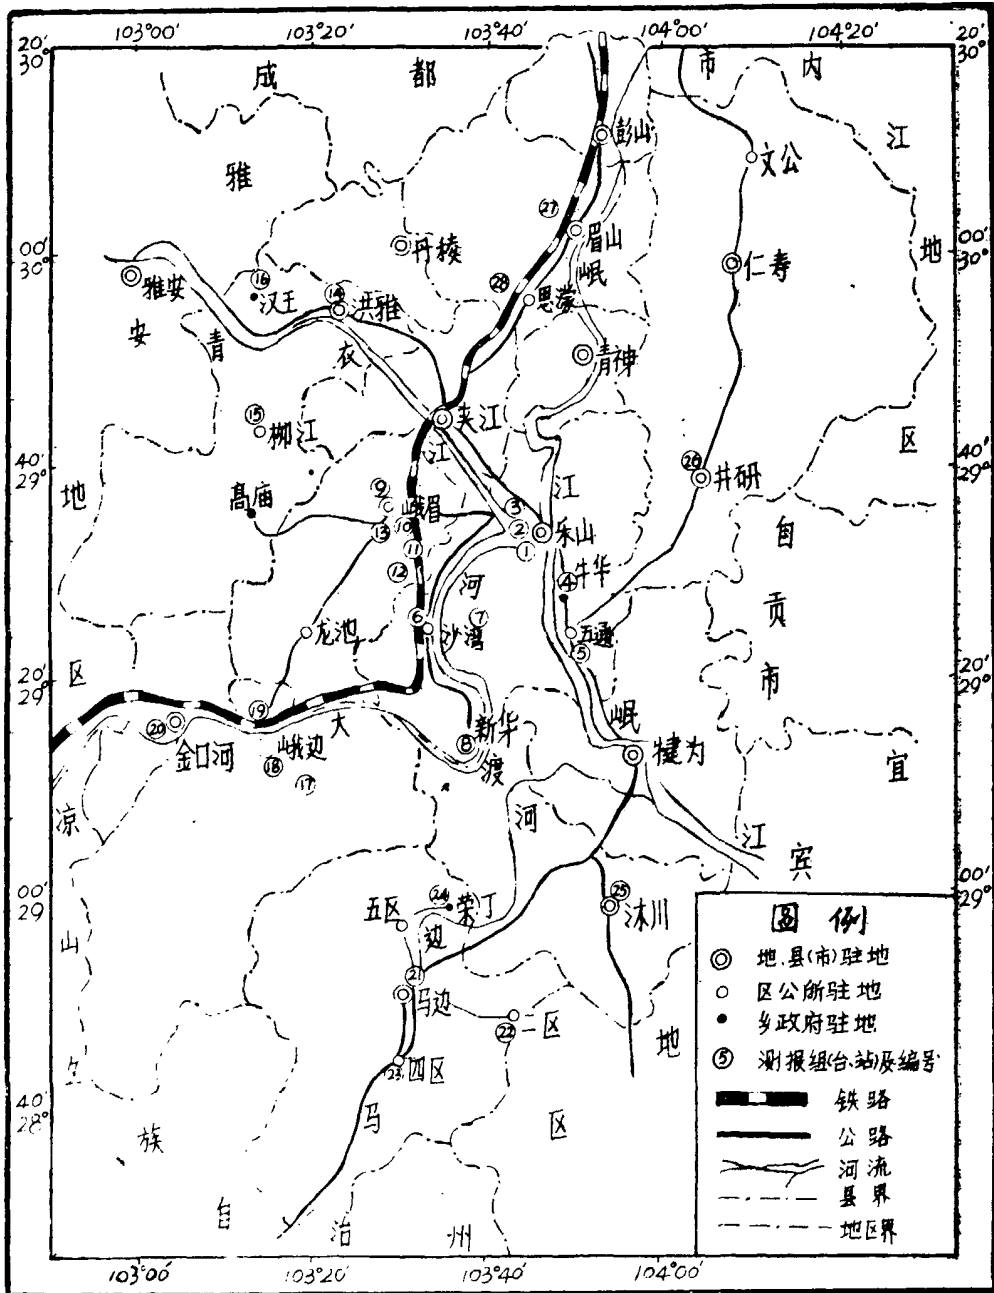 103°00′ 103°20′ 103°40′ 104°00′ 104°20′
20′ 30° 20′ 30°
成 都 市 内
江
彭山
文公
雅
㉗
眉山
丹棱
00′ 30° 地 00′ 30°
仁寿
雅安
⑯
汉王
⑭
洪雅
㉘
思蒙
岷
安 青 衣
青神
⑮
柳江
夹江
江
区
40′ 29° 40′ 29°
㉖
井研
地
高庙
⑨
峨眉
⑩
⑬
⑪
⑫
江
③
②
①
乐山
自
④
牛华
贡
河
⑥
沙湾
⑦
龙池
五通
⑤
市
区
20′ 29° 20′ 29°
⑲
⑳
金口河
峨边
⑱
⑰
大
新华
⑧
渡
岷
犍为
宜
凉
河
江
宾
00′ 29 00′ 29°
五区
㉔
荣丁
边
㉕
沐川
山
㉑
马边
㉒
二区
地
㉓
四区
40′ 28° 马 区
族
自 治 州
图 例
地.县(市)驻地
区公所驻地
乡政府驻地
⑤ 测报组(台、站)及编号
铁路
公路
河流
县界
地区界
103°00′ 103°20′ 103°40′ 104°00′